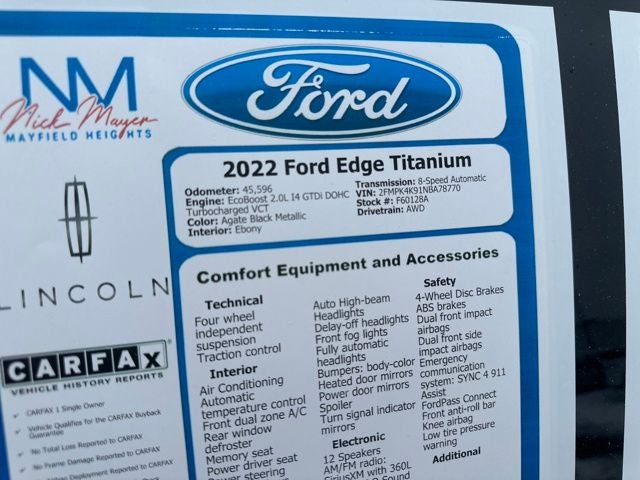 NM
Nick Mayer
MAYFIELD HEIGHTS
Ford
LINCOLN
CARFAX
VEHICLE HISTORY REPORTS
CARFAX 1 Single Owner
Vehicle Qualifies for the CARFAX Buyback
Guarantee
No Total Loss Reported to CARFAX
No Frame Damage Reported to CARFAX
Deployment Reported to CARFAX
2022 Ford Edge Titanium
Odometer: 45,596
Engine: EcoBoost 2.0L I4 GTDi DOHC
Turbocharged VCT
Color: Agate Black Metallic
Interior: Ebony
Transmission: 8-Speed Automatic
VIN: 2FMPK4K91NBA78770
Stock #: F60128A
Drivetrain: AWD
Comfort Equipment and Accessories
Technical
Four wheel
independent
suspension
Traction control
Interior
Air Conditioning
Automatic
temperature control
Front dual zone A/C
Rear window
defroster
Memory seat
Power driver seat
Power steering
Auto High-beam
Headlights
Delay-off headlights
Front fog lights
Fully automatic
headlights
Bumpers: body-color
Heated door mirrors
Power door mirrors
Spoiler
Turn signal indicator
mirrors
Electronic
12 Speakers
AM/FM radio:
SiriusXM with 360L
Sound
Safety
4-Wheel Disc Brakes
ABS brakes
Dual front impact
airbags
Dual front side
impact airbags
Emergency
communication
system: SYNC 4 911
Assist
FordPass Connect
Front anti-roll bar
Knee airbag
Low tire pressure
warning
Additional